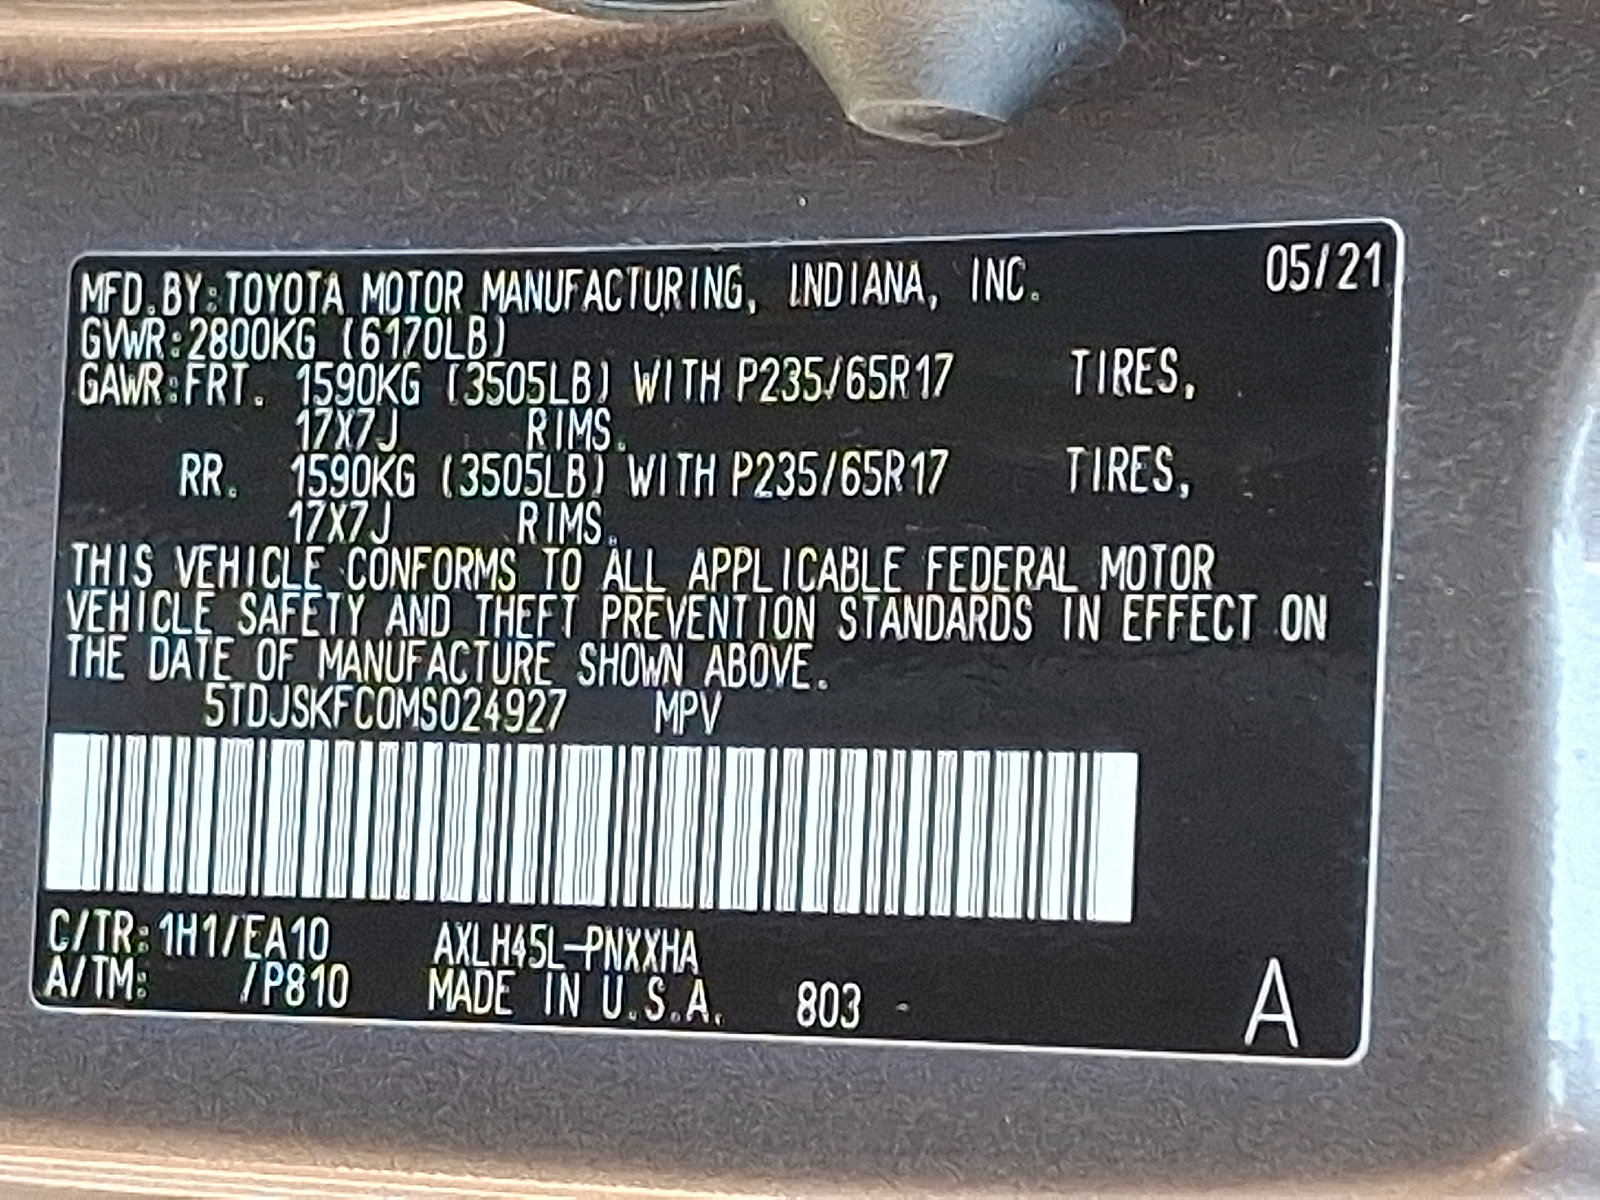 MFD.BY:TOYOTA MOTOR MANUFACTURING, INDIANA, INC. 05/21
GVWR:2800KG (6170LB)
GAWR:FRT. 1590KG (3505LB) WITH P235/65R17 TIRES,
17X7J RIMS.
RR. 1590KG (3505LB) WITH P235/65R17 TIRES,
17X7J RIMS.
THIS VEHICLE CONFORMS TO ALL APPLICABLE FEDERAL MOTOR
VEHICLE SAFETY AND THEFT PREVENTION STANDARDS IN EFFECT ON
THE DATE OF MANUFACTURE SHOWN ABOVE.
5TDJSKFC0MS024927 MPV
C/TR:1H1/EA10 AXLH45L-PNXXHA
A/TM: /P810 MADE IN U.S.A. 803 A